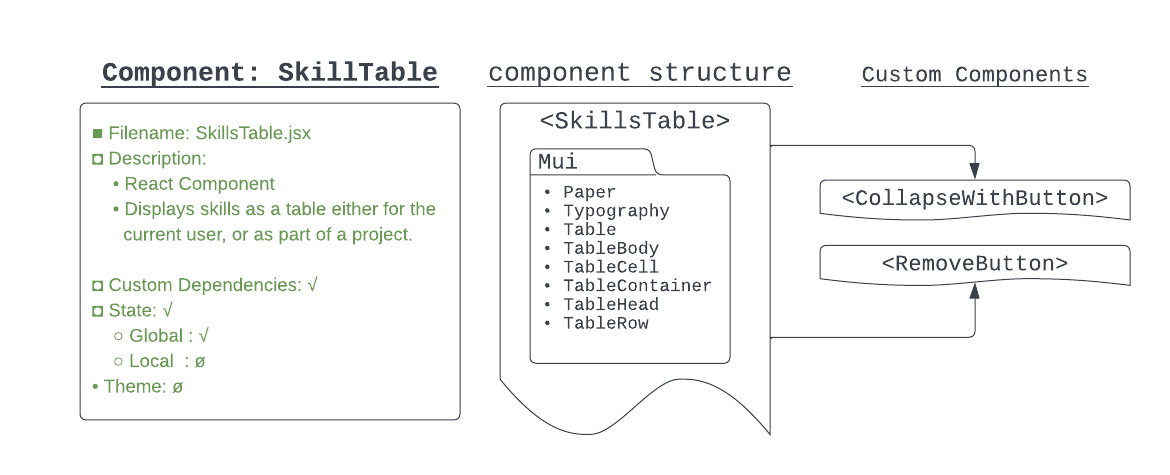 Component: SkillTable
■ Filename: SkillsTable.jsx
◘ Description:
• React Component
• Displays skills as a table either for the
current user, or as part of a project.
◘ Custom Dependencies: √
◘ State: √
○ Global : √
○ Local : ø
• Theme: ø
component structure
<SkillsTable>
Mui
• Paper
• Typography
• Table
• TableBody
• TableCell
• TableContainer
• TableHead
• TableRow
Custom Components
<CollapseWithButton>
<RemoveButton>